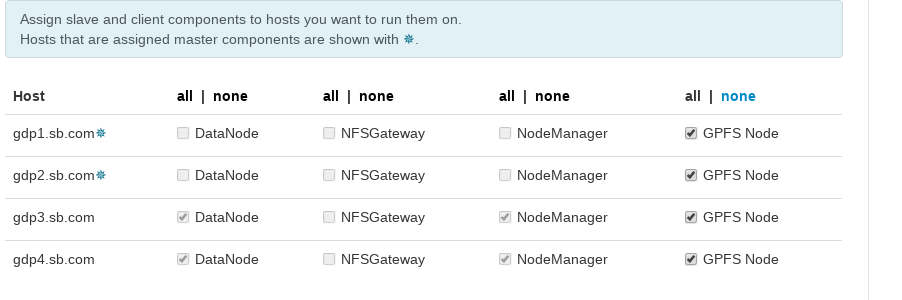 Assign slave and client components to hosts you want to run them on.
Hosts that are assigned master components are shown with ✵.
Host all | none all | none all | none all | none
gdp1.sb.com✵ DataNode NFSGateway NodeManager GPFS Node
gdp2.sb.com✵ DataNode NFSGateway NodeManager GPFS Node
gdp3.sb.com DataNode NFSGateway NodeManager GPFS Node
gdp4.sb.com DataNode NFSGateway NodeManager GPFS Node